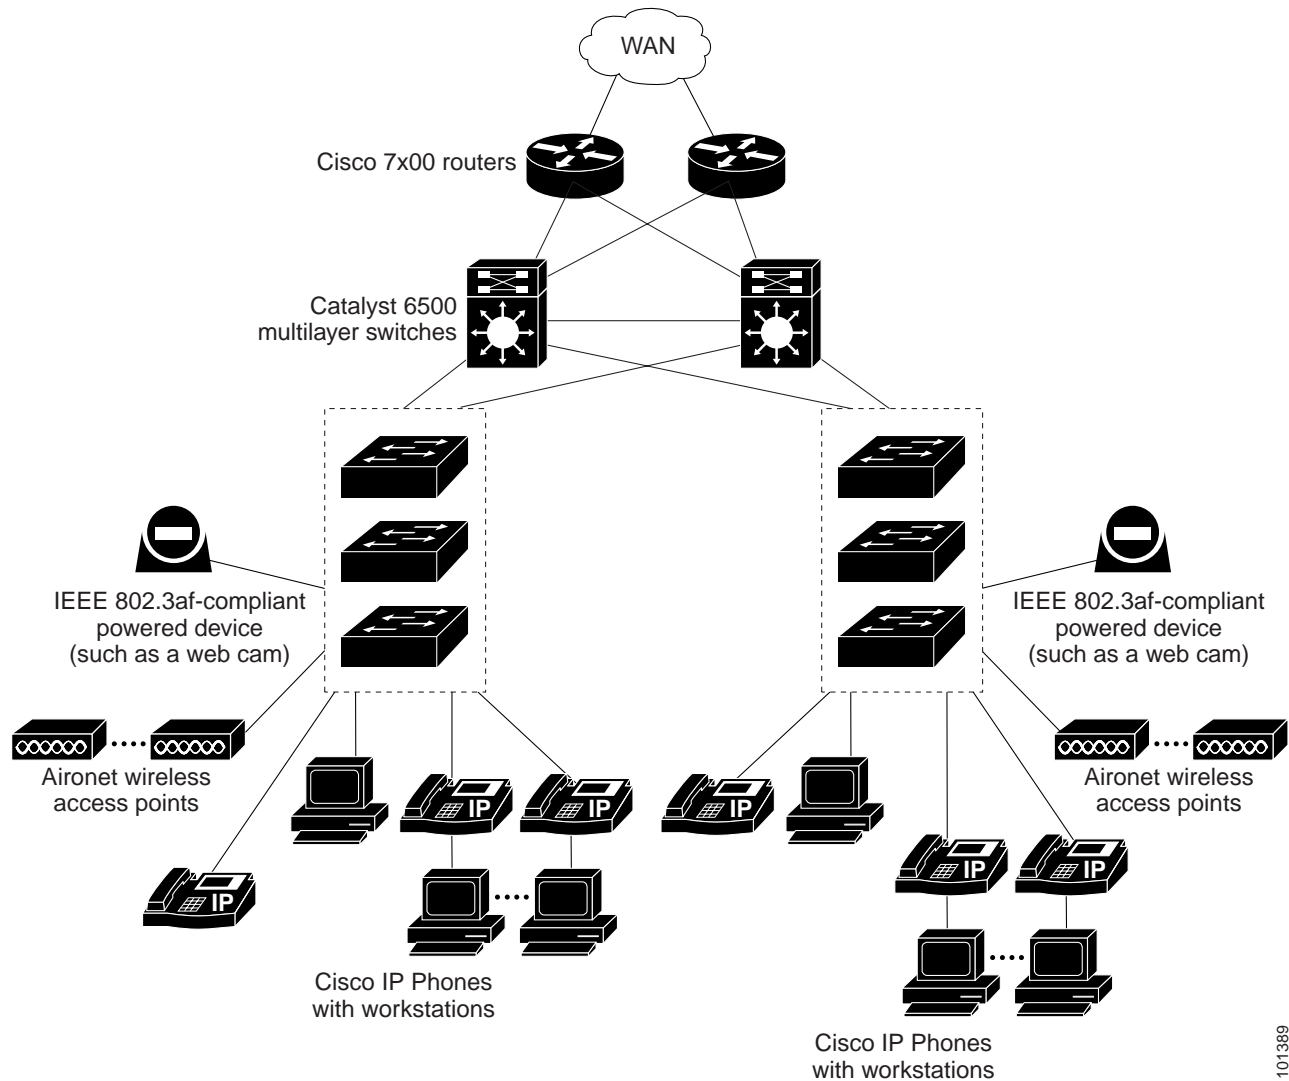 WAN
Cisco 7x00 routers
Catalyst 6500
multilayer switches
IEEE 802.3af-compliant
powered device
(such as a web cam)
IEEE 802.3af-compliant
powered device
(such as a web cam)
Aironet wireless
access points
Aironet wireless
access points
IP
IP
IP
IP
IP
IP
Cisco IP Phones
with workstations
Cisco IP Phones
with workstations
101389